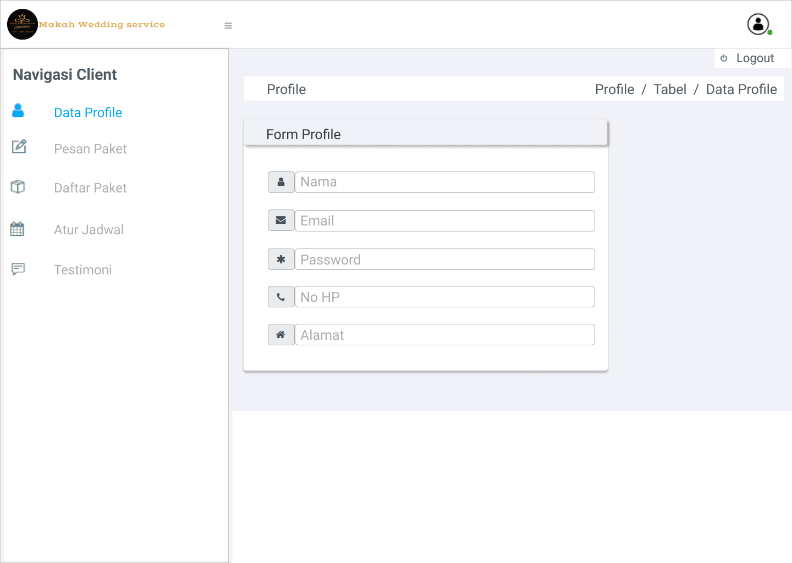 Makah Wedding service
Logout
Navigasi Client
Data Profile
Pesan Paket
Daftar Paket
Atur Jadwal
Testimoni
Profile
Profile / Tabel / Data Profile
Form Profile
Nama
Email
Password
No HP
Alamat